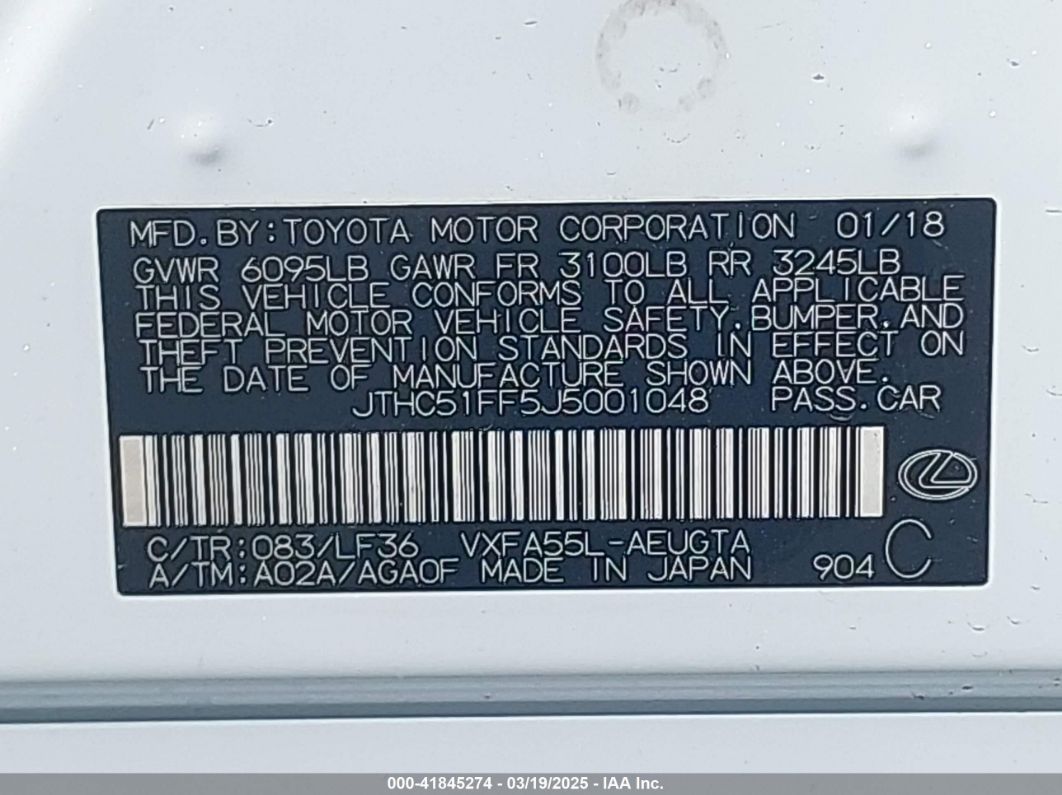 MFD.BY:TOYOTA MOTOR CORPORATION 01/18
GVWR 6095LB GAWR FR 3100LB RR 3245LB
THIS VEHICLE CONFORMS TO ALL APPLICABLE
FEDERAL MOTOR VEHICLE SAFETY,BUMPER,AND
THEFT PREVENTION STANDARDS IN EFFECT ON
THE DATE OF MANUFACTURE SHOWN ABOVE.
JTHC51FF5J5001048 PASS.CAR
C/TR:083/LF36 VXFA55L-AEUGTA
A/TM:A02A/AGA0F MADE IN JAPAN 904 C
000-41845274 - 03/19/2025 - IAA Inc.